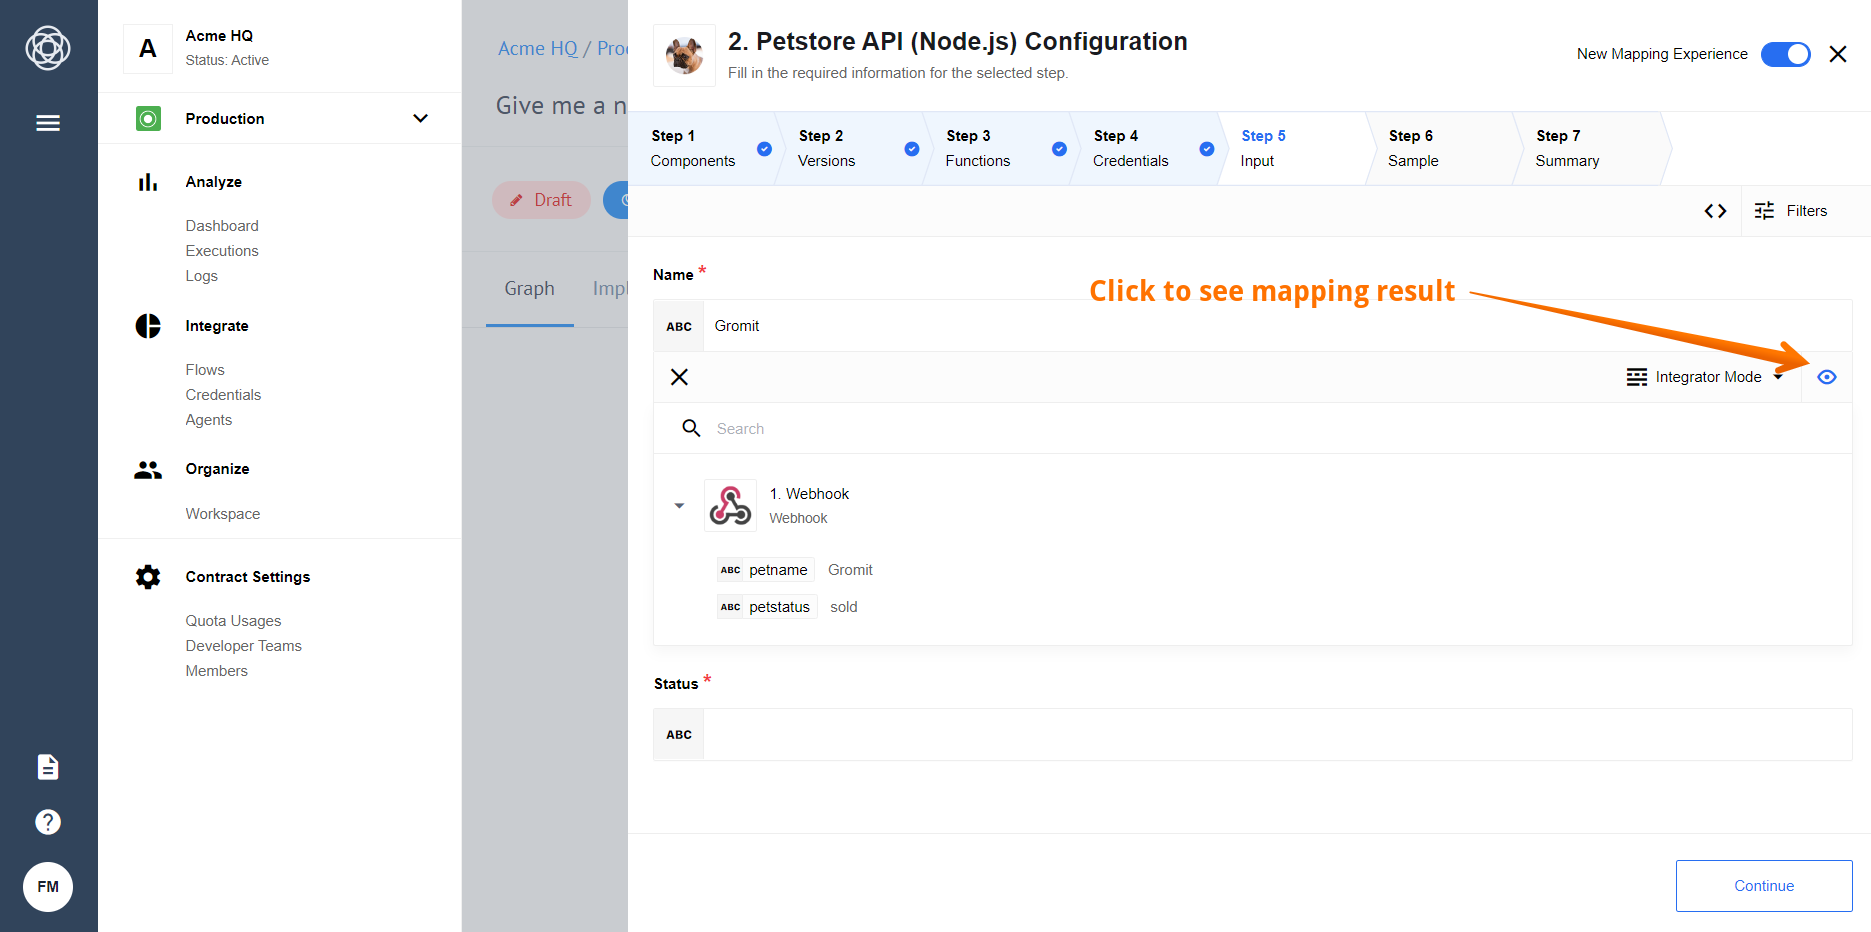 A
Acme HQ
Status: Active
Production
Analyze
Dashboard
Executions
Logs
Integrate
Flows
Credentials
Agents
Organize
Workspace
Contract Settings
Quota Usages
Developer Teams
Members
FM
Acme HQ / Pro
Give me a n
Draft
Graph
Impl
2. Petstore API (Node.js) Configuration
Fill in the required information for the selected step.
New Mapping Experience
Step 1
Components
Step 2
Versions
Step 3
Functions
Step 4
Credentials
Step 5
Input
Step 6
Sample
Step 7
Summary
Filters
Name *
Click to see mapping result
ABC Gromit
Integrator Mode
Search
1. Webhook
Webhook
ABC petname Gromit
ABC petstatus sold
Status *
ABC
Continue